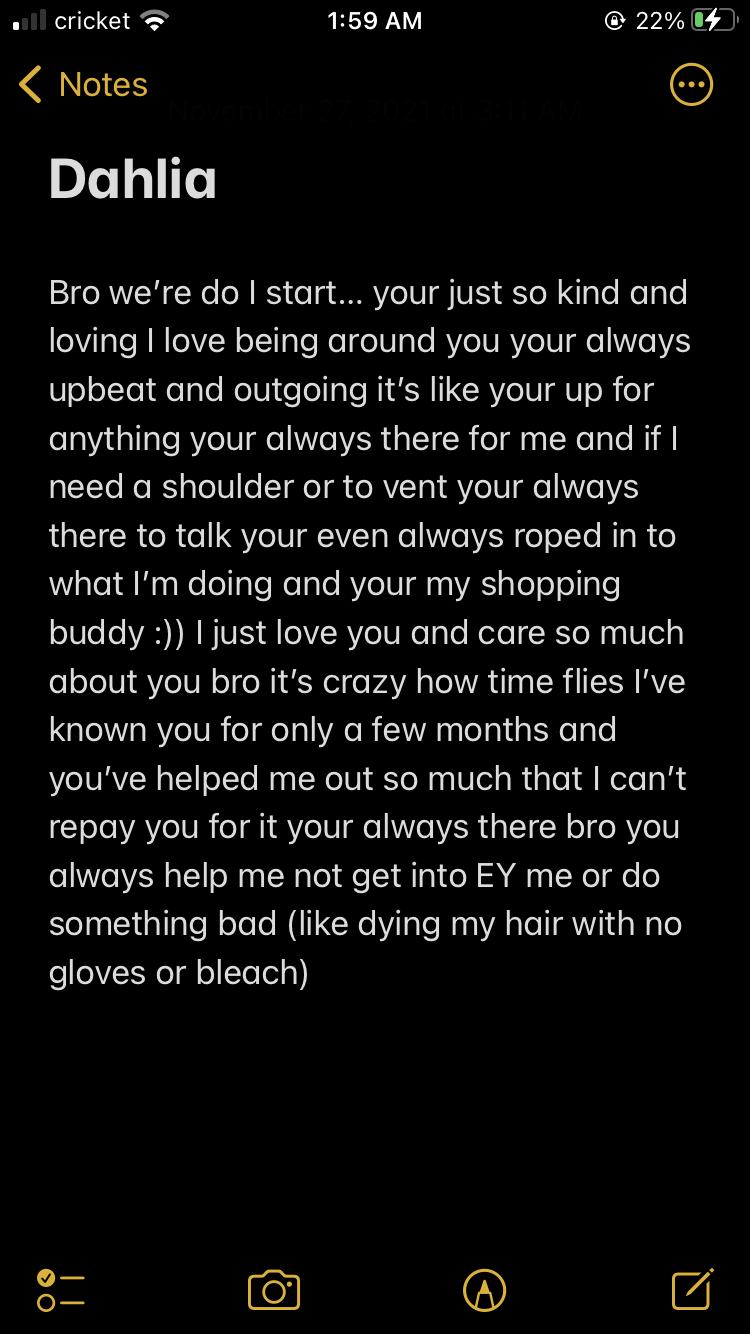 cricket 1:59 AM 22%
Notes
November 27, 2021 at 3:11 AM
Dahlia
Bro we’re do I start... your just so kind and
loving I love being around you your always
upbeat and outgoing it’s like your up for
anything your always there for me and if I
need a shoulder or to vent your always
there to talk your even always roped in to
what I’m doing and your my shopping
buddy :)) I just love you and care so much
about you bro it’s crazy how time flies I’ve
known you for only a few months and
you’ve helped me out so much that I can’t
repay you for it your always there bro you
always help me not get into EY me or do
something bad (like dying my hair with no
gloves or bleach)